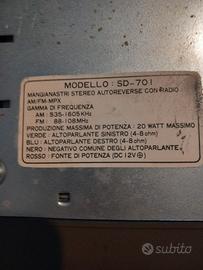 MODELLO: SD-701
MANGIANASTRI STEREO AUTOREVERSE CON RADIO
AM/FM-MPX
GAMMA DI FREQUENZA
AM : 535-1605KHz
FM : 88-108MHz
PRODUZIONE MASSIMA DI POTENZA : 20 WATT MASSIMO
VERDE : ALTOPARLANTE SINISTRO (4-8ohm)
BLU : ALTOPARLANTE DESTRO (4-8ohm)
NERO : NEGATIVO COMUNE DEGLI ALTOPARLANTE
ROSSO : FONTE DI POTENZA (DC 12V⊖)
subito